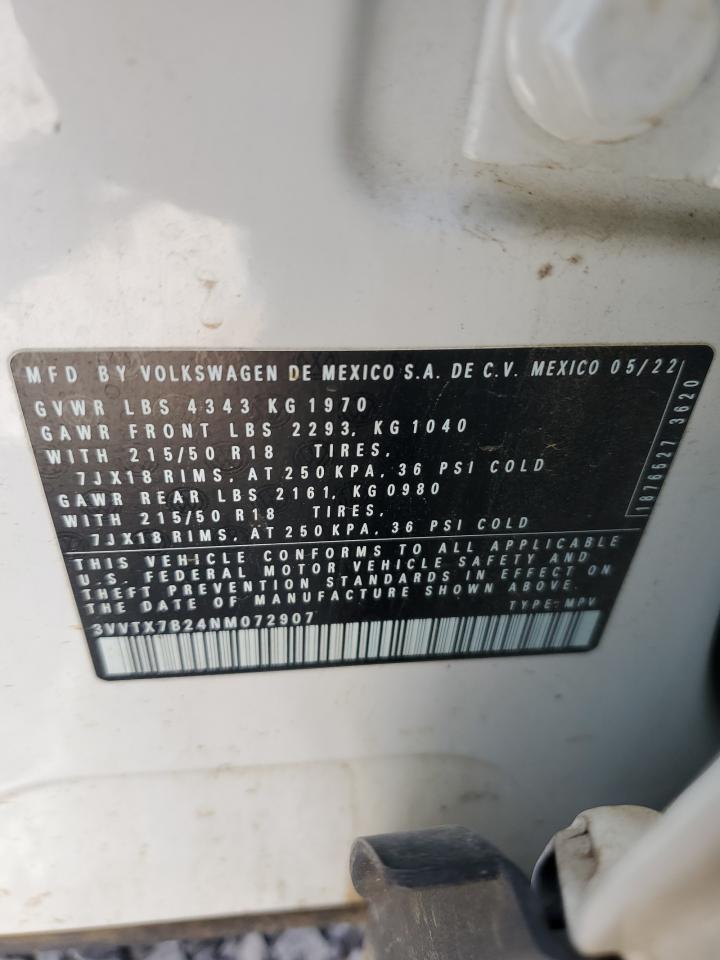 MFD BY VOLKSWAGEN DE MEXICO S.A. DE C.V. MEXICO 05/22
GVWR LBS 4343 KG 1970
GAWR FRONT LBS 2293, KG 1040
WITH 215/50 R18 TIRES,
7JX18 RIMS, AT 250 KPA, 36 PSI COLD
GAWR REAR LBS 2161, KG 0980
WITH 215/50 R18 TIRES,
7JX18 RIMS, AT 250 KPA, 36 PSI COLD
THIS VEHICLE CONFORMS TO ALL APPLICABLE
U.S. FEDERAL MOTOR VEHICLE SAFETY AND
THEFT PREVENTION STANDARDS IN EFFECT ON
THE DATE OF MANUFACTURE SHOWN ABOVE.
TYPE-MPV
3VVTX7B24NM072907
1876527 3620